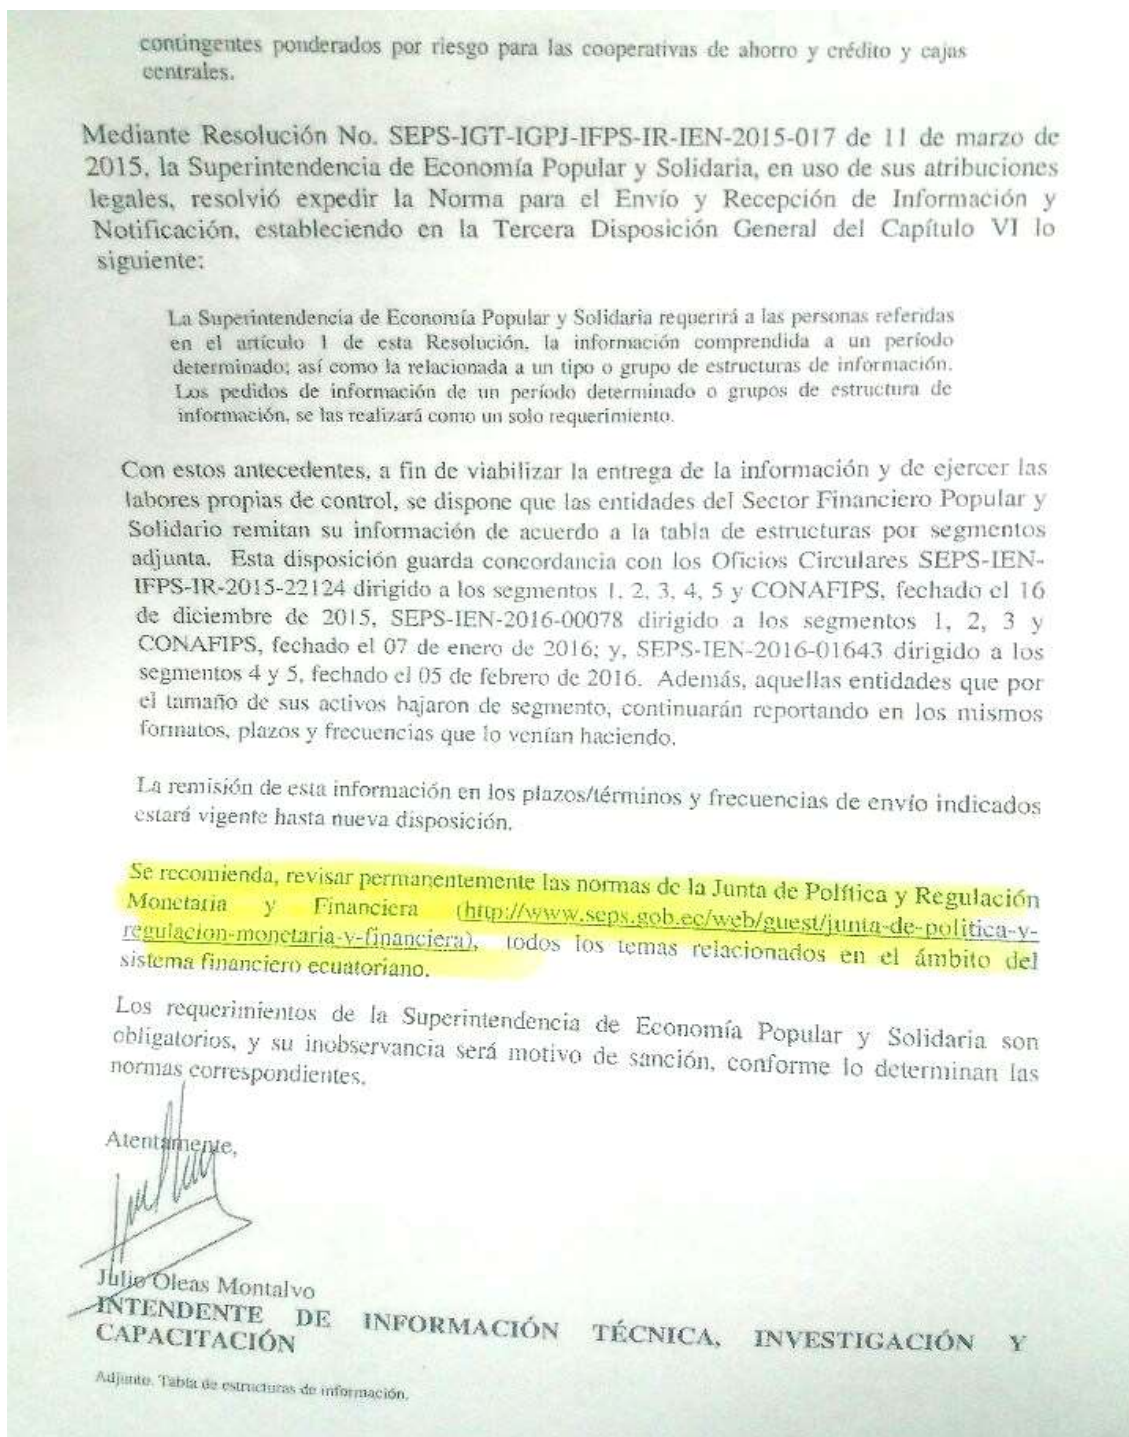 contingentes ponderados por riesgo para las cooperativas de ahorro y crédito y cajas
centrales.
Mediante Resolución No. SEPS-IGT-IGPJ-IFPS-IR-IEN-2015-017 de 11 de marzo de
2015, la Superintendencia de Economía Popular y Solidaria, en uso de sus atribuciones
legales, resolvió expedir la Norma para el Envío y Recepción de Información y
Notificación, estableciendo en la Tercera Disposición General del Capítulo VI lo
siguiente:
La Superintendencia de Economía Popular y Solidaria requerirá a las personas referidas
en el artículo 1 de esta Resolución, la información comprendida a un período
determinado; así como la relacionada a un tipo o grupo de estructuras de información.
Los pedidos de información de un período determinado o grupos de estructura de
información, se las realizará como un solo requerimiento.
Con estos antecedentes, a fin de viabilizar la entrega de la información y de ejercer las
labores propias de control, se dispone que las entidades del Sector Financiero Popular y
Solidario remitan su información de acuerdo a la tabla de estructuras por segmentos
adjunta. Esta disposición guarda concordancia con los Oficios Circulares SEPS-IEN-
IFPS-IR-2015-22124 dirigido a los segmentos 1, 2, 3, 4, 5 y CONAFIPS, fechado el 16
de diciembre de 2015, SEPS-IEN-2016-00078 dirigido a los segmentos 1, 2, 3 y
CONAFIPS, fechado el 07 de enero de 2016; y, SEPS-IEN-2016-01643 dirigido a los
segmentos 4 y 5, fechado el 05 de febrero de 2016. Además, aquellas entidades que por
el tamaño de sus activos bajaron de segmento, continuarán reportando en los mismos
formatos, plazos y frecuencias que lo venían haciendo.
La remisión de esta información en los plazos/términos y frecuencias de envío indicados
estará vigente hasta nueva disposición.
Se recomienda, revisar permanentemente las normas de la Junta de Política y Regulación
Monetaria y Financiera (http://www.seps.gob.ec/web/guest/junta-de-politica-y-
regulacion-monetaria-y-financiera), todos los temas relacionados en el ámbito del
sistema financiero ecuatoriano.
Los requerimientos de la Superintendencia de Economía Popular y Solidaria son
obligatorios, y su inobservancia será motivo de sanción, conforme lo determinan las
normas correspondientes.
Atentamente,
Julio Oleas Montalvo
INTENDENTE DE INFORMACIÓN TÉCNICA, INVESTIGACIÓN Y
CAPACITACIÓN
Adjunto. Tabla de estructuras de información.